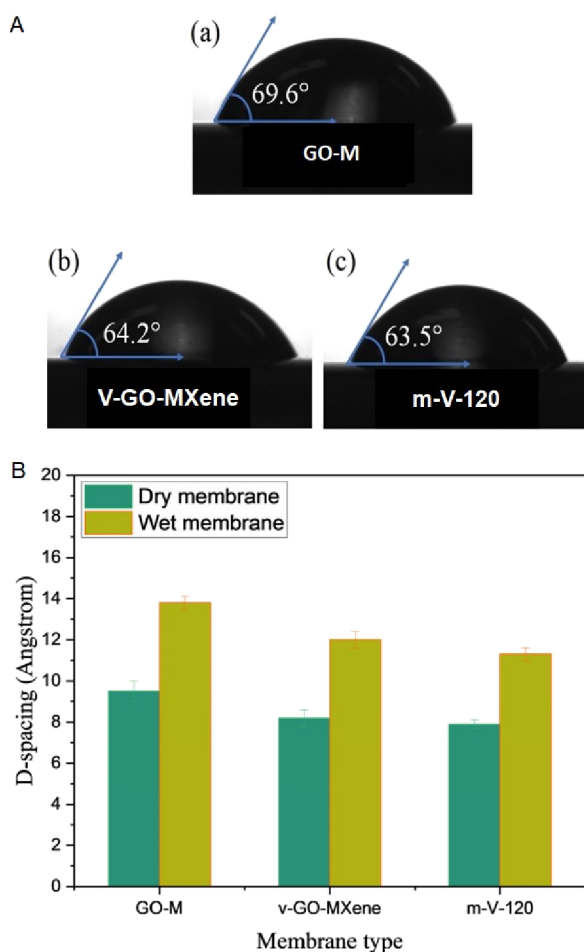 A
(a)
69.6°
GO-M
(b)
64.2°
V-GO-MXene
(c)
63.5°
m-V-120
B
20
18
16
14
12
10
8
6
4
2
0
D-spacing (Angstrom)
Dry membrane
Wet membrane
GO-M
v-GO-MXene
m-V-120
Membrane type